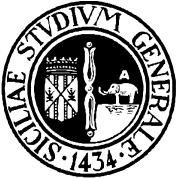 SICILIAE STVDIVM GENERALE
· 1434 ·
A